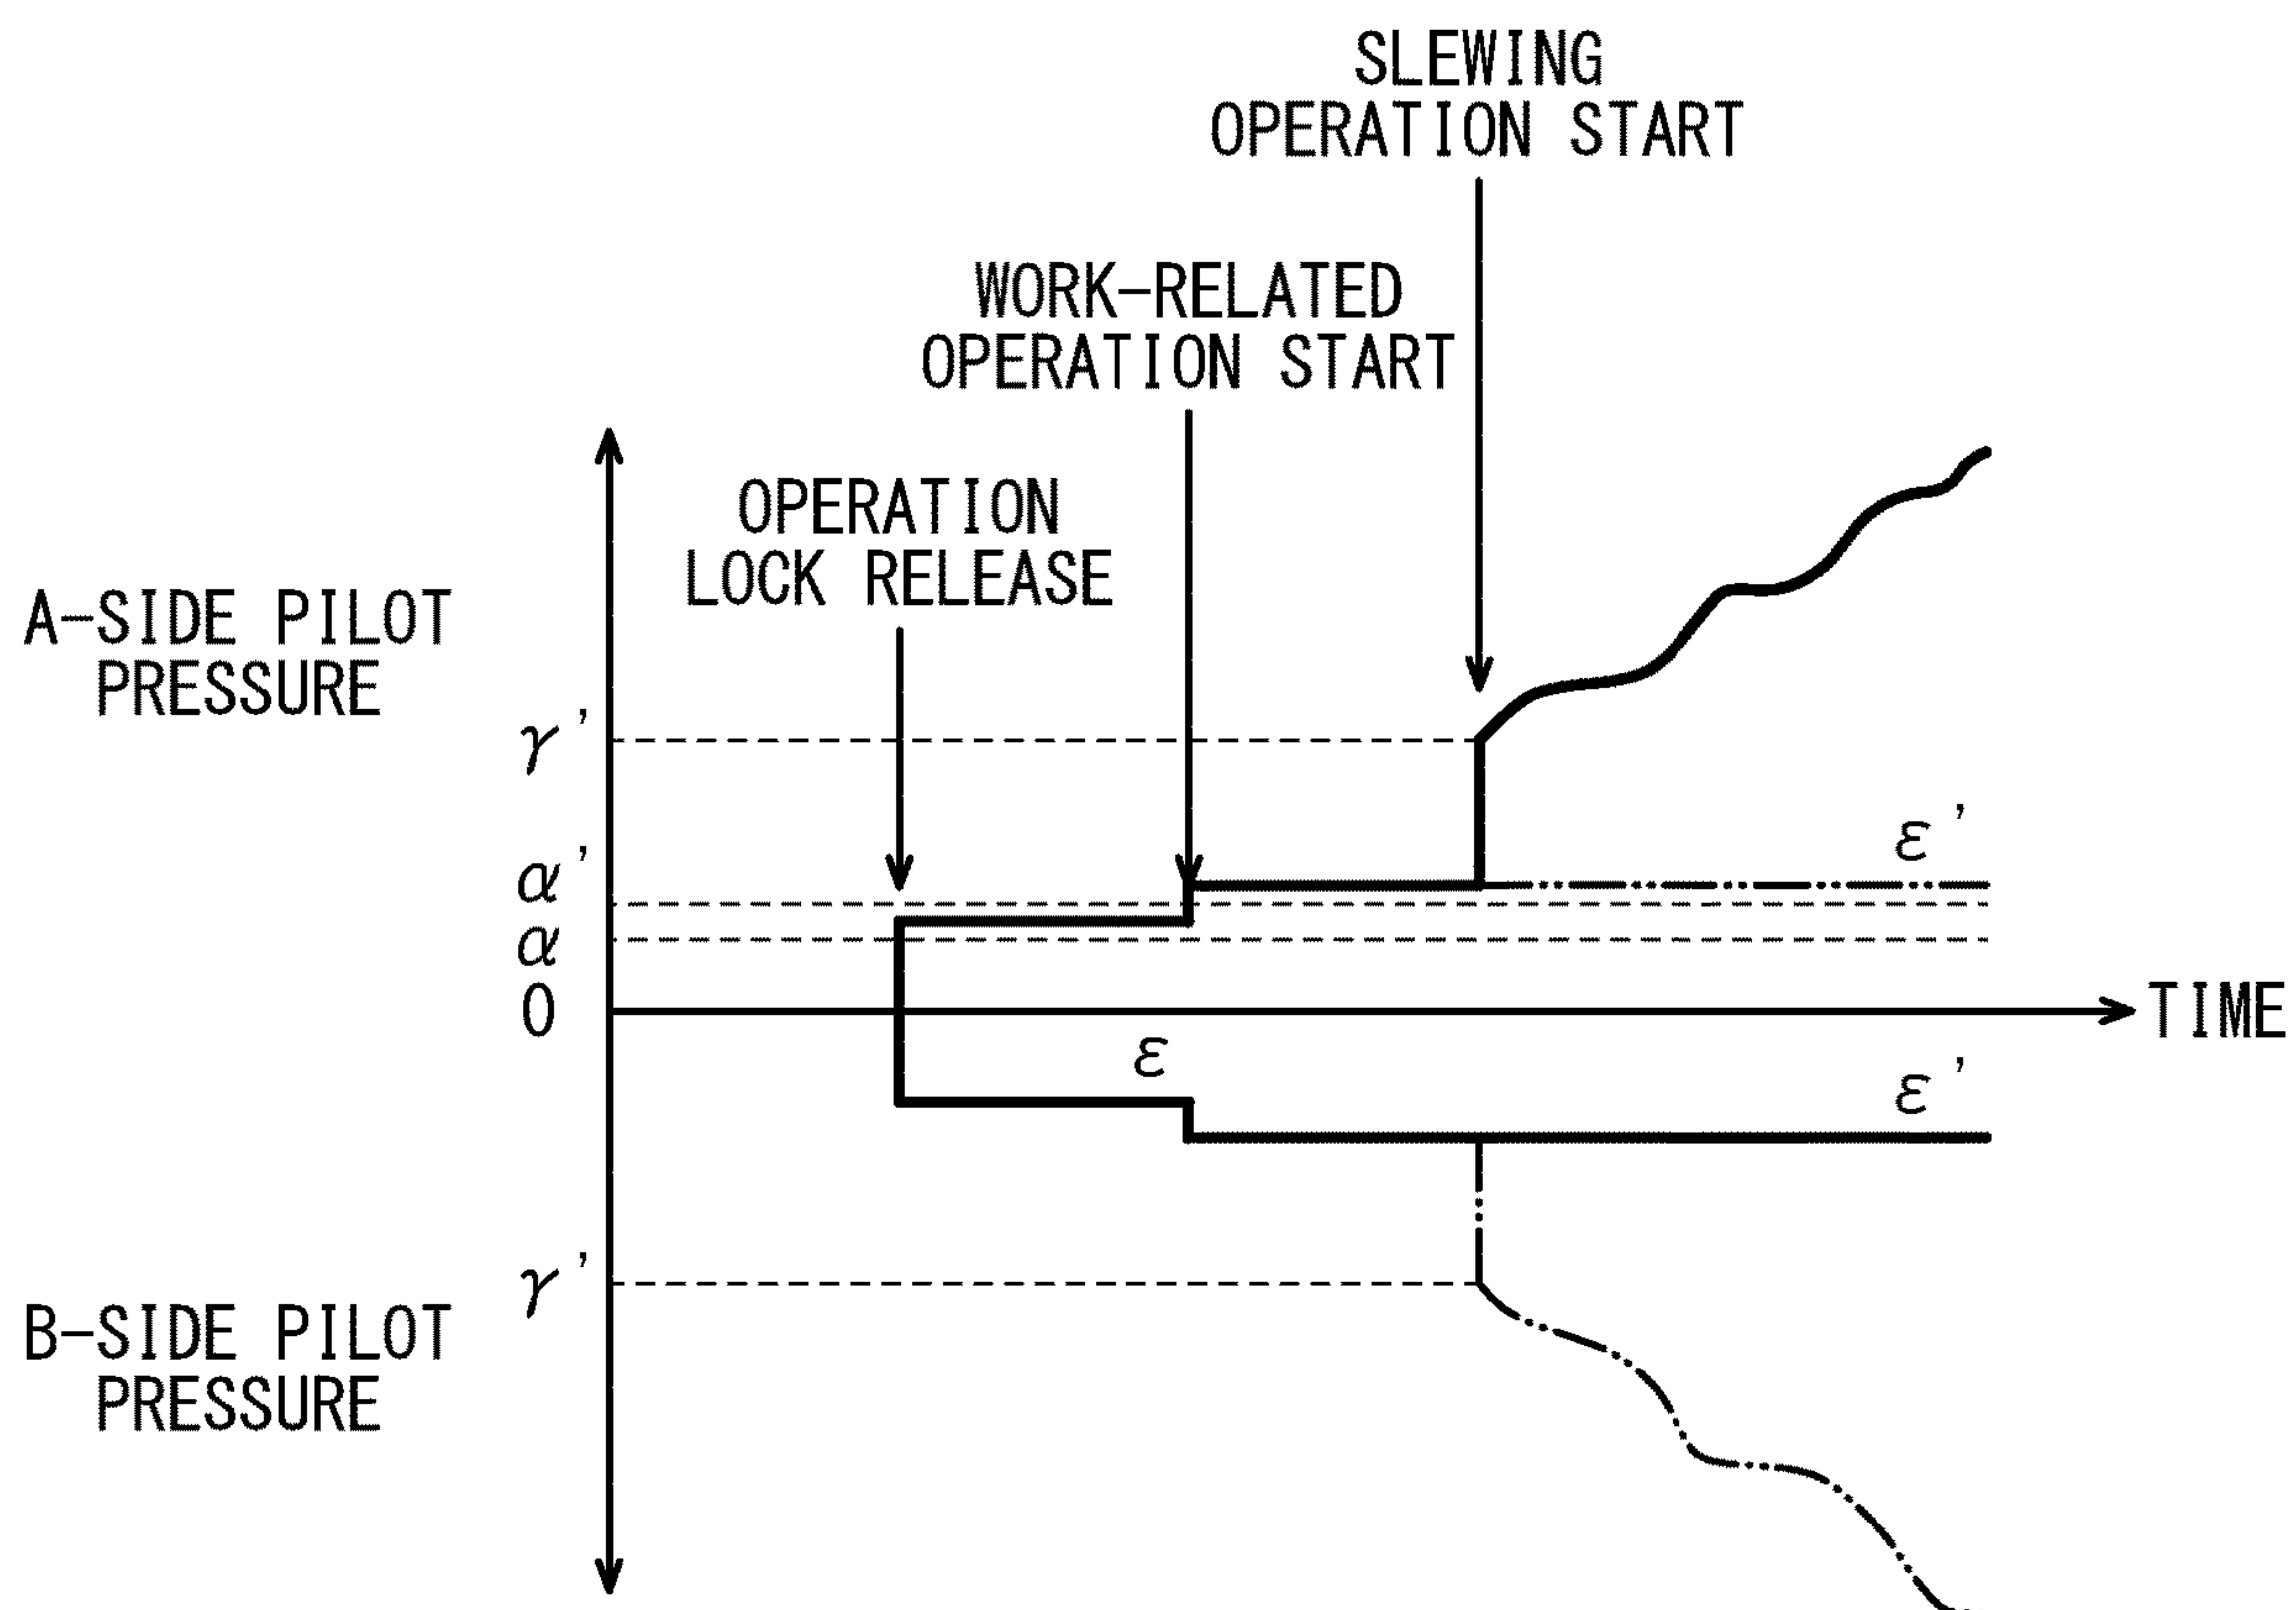 SLEWING
OPERATION START
WORK-RELATED
OPERATION START
OPERATION
LOCK RELEASE
A-SIDE PILOT
PRESSURE
γ'
α'
ε'
α
0
TIME
ε
ε'
γ'
B-SIDE PILOT
PRESSURE